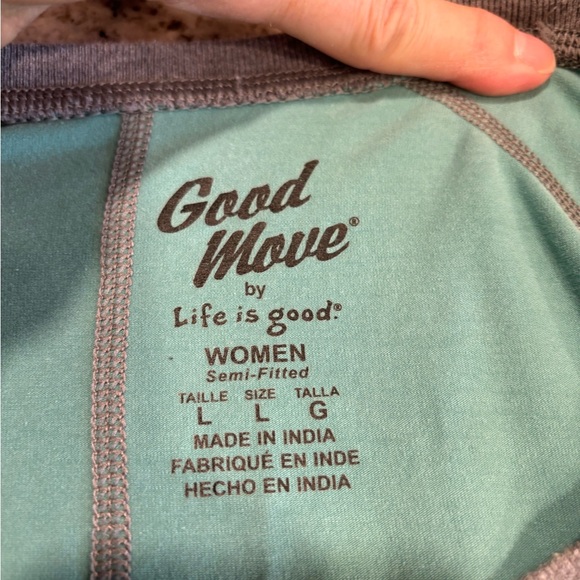 Good
Move®
by
Life is good.®
WOMEN
Semi-Fitted
TAILLE SIZE TALLA
L L G
MADE IN INDIA
FABRIQUÉ EN INDE
HECHO EN INDIA